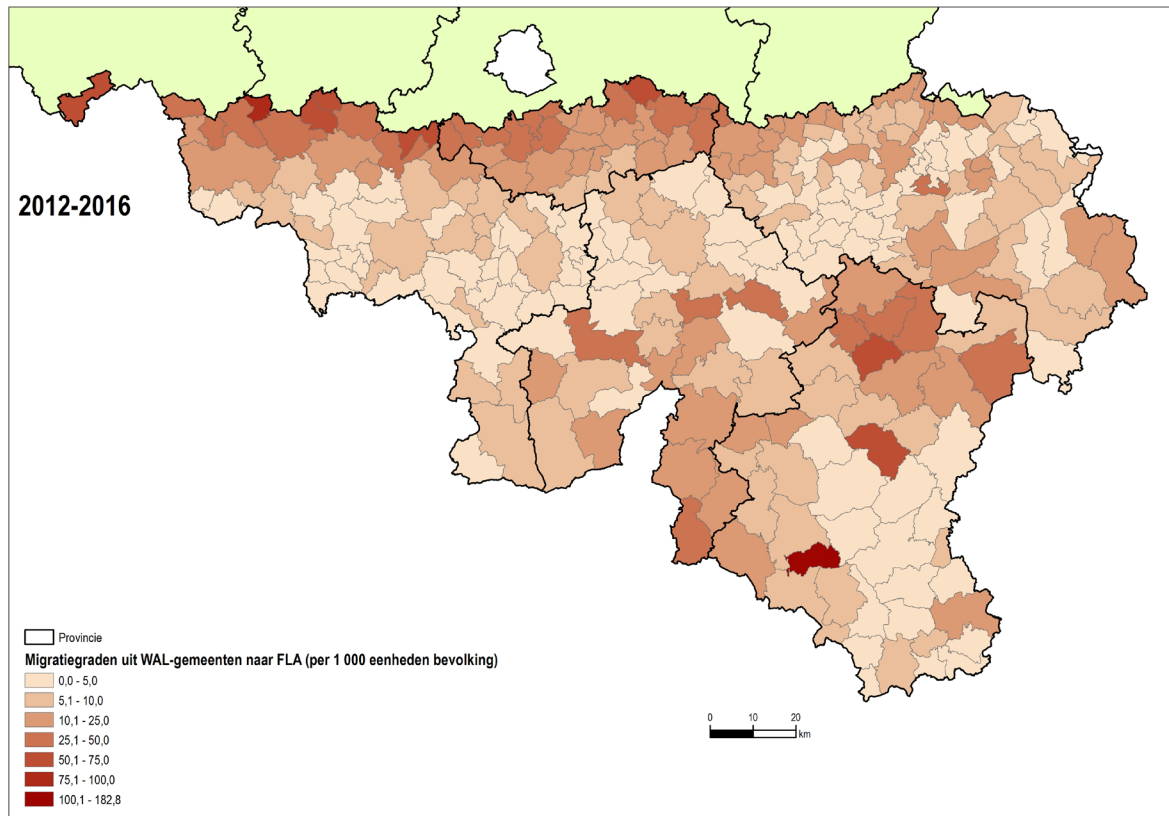 2012-2016
Provincie
Migratiegraden uit WAL-gemeenten naar FLA (per 1 000 eenheden bevolking)
0,0 - 5,0
5,1 - 10,0
10,1 - 25,0
25,1 - 50,0
50,1 - 75,0
75,1 - 100,0
100,1 - 182,8
0 10 20
km